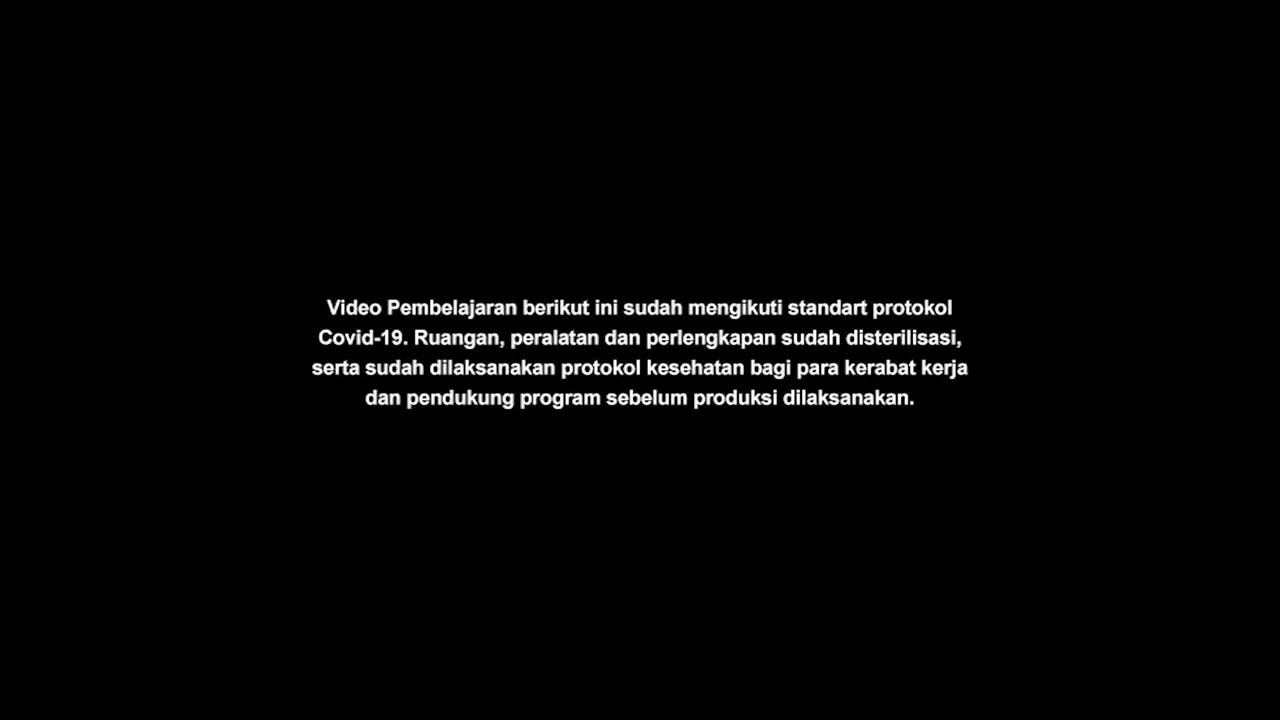 Video Pembelajaran berikut ini sudah mengikuti standart protokol
Covid-19. Ruangan, peralatan dan perlengkapan sudah disterilisasi,
serta sudah dilaksanakan protokol kesehatan bagi para kerabat kerja
dan pendukung program sebelum produksi dilaksanakan.